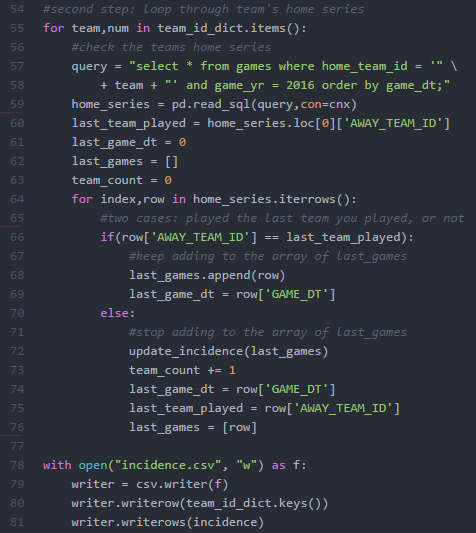 54 #second step: loop through team's home series
55 for team,num in team_id_dict.items():
56     #check the teams home series
57     query = "select * from games where home_team_id = '" \
58         + team + "' and game_yr = 2016 order by game_dt;"
59     home_series = pd.read_sql(query,con=cnx)
60     last_team_played = home_series.loc[0]['AWAY_TEAM_ID']
61     last_game_dt = 0
62     last_games = []
63     team_count = 0
64     for index,row in home_series.iterrows():
65         #two cases: played the last team you played, or not
66         if(row['AWAY_TEAM_ID'] == last_team_played):
67             #keep adding to the array of last_games
68             last_games.append(row)
69             last_game_dt = row['GAME_DT']
70         else:
71             #stop adding to the array of last_games
72             update_incidence(last_games)
73             team_count += 1
74             last_game_dt = row['GAME_DT']
75             last_team_played = row['AWAY_TEAM_ID']
76             last_games = [row]
77
78 with open("incidence.csv", "w") as f:
79     writer = csv.writer(f)
80     writer.writerow(team_id_dict.keys())
81     writer.writerows(incidence)